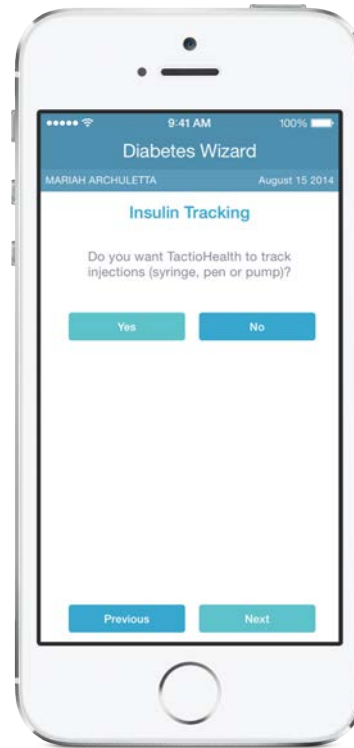 9:41 AM
100%
Diabetes Wizard
MARIAH ARCHULETTA
August 15 2014
Insulin Tracking
Do you want TactioHealth to track
injections (syringe, pen or pump)?
Yes
No
Previous
Next